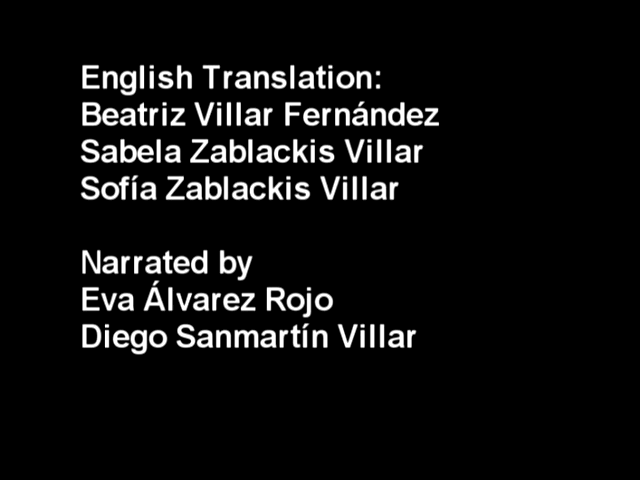 English Translation:
Beatriz Villar Fernández
Sabela Zablackis Villar
Sofía Zablackis Villar
Narrated by
Eva Álvarez Rojo
Diego Sanmartín Villar